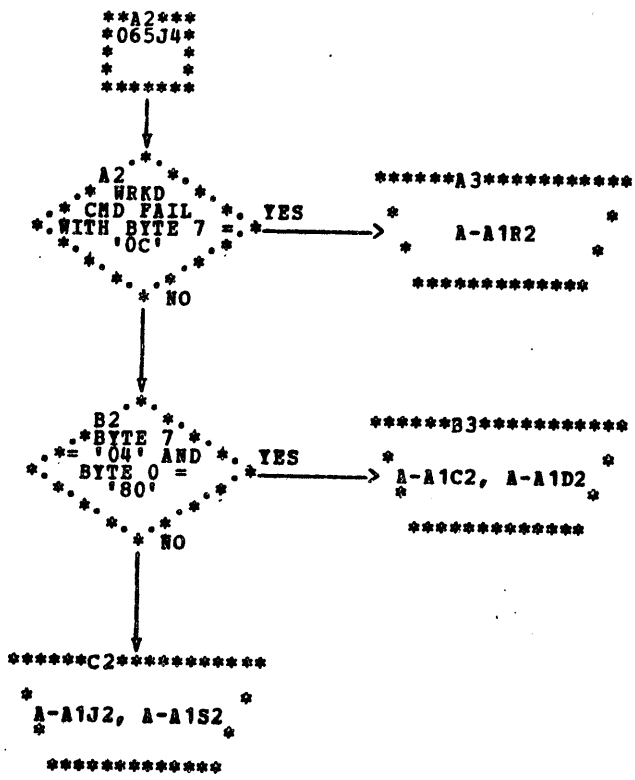 **A2***
*065J4*
A2
WRKD
CMD FAIL
WITH BYTE 7 =
'0C'
YES
NO
******A3***********
A-A1R2
************
B2
BYTE 7
= '04' AND
BYTE 0 =
'80'
YES
NO
******B3***********
A-A1C2, A-A1D2
************
******C2***********
A-A1J2, A-A1S2
************